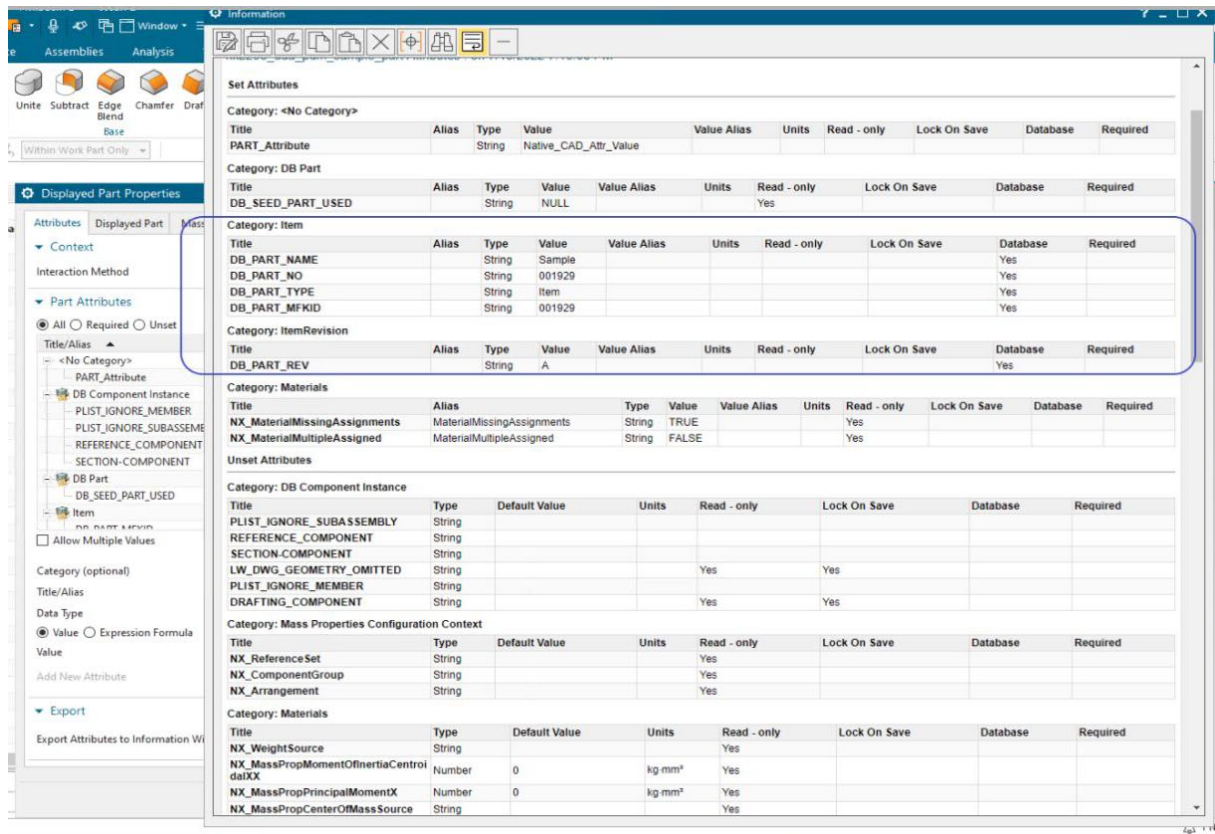 Window
Information
Assemblies Analysis
Unite Subtract Edge Blend Chamfer Draf
Base
Within Work Part Only
Displayed Part Properties
Attributes Displayed Part Mass
Context
Interaction Method
Part Attributes
All Required Unset
Title/Alias
<No Category>
PART_Attribute
DB Component Instance
PLIST_IGNORE_MEMBER
PLIST_IGNORE_SUBASSEME
REFERENCE_COMPONENT
SECTION-COMPONENT
DB Part
DB_SEED_PART_USED
Item
Allow Multiple Values
Category (optional)
Title/Alias
Data Type
Value Expression Formula
Value
Add New Attribute
Export
Export Attributes to Information Wi
Set Attributes
Category: <No Category>
Title Alias Type Value Value Alias Units Read - only Lock On Save Database Required
PART_Attribute String Native_CAD_Attr_Value
Category: DB Part
Title Alias Type Value Value Alias Units Read - only Lock On Save Database Required
DB_SEED_PART_USED String NULL Yes
Category: Item
Title Alias Type Value Value Alias Units Read - only Lock On Save Database Required
DB_PART_NAME String Sample Yes
DB_PART_NO String 001929 Yes
DB_PART_TYPE String Item Yes
DB_PART_MFKID String 001929 Yes
Category: ItemRevision
Title Alias Type Value Value Alias Units Read - only Lock On Save Database Required
DB_PART_REV String A Yes
Category: Materials
Title Alias Type Value Value Alias Units Read - only Lock On Save Database Required
NX_MaterialMissingAssignments MaterialMissingAssignments String TRUE Yes
NX_MaterialMultipleAssigned MaterialMultipleAssigned String FALSE Yes
Unset Attributes
Category: DB Component Instance
Title Type Default Value Units Read - only Lock On Save Database Required
PLIST_IGNORE_SUBASSEMBLY String
REFERENCE_COMPONENT String
SECTION-COMPONENT String
LW_DWG_GEOMETRY_OMITTED String Yes Yes
PLIST_IGNORE_MEMBER String
DRAFTING_COMPONENT String Yes Yes
Category: Mass Properties Configuration Context
Title Type Default Value Units Read - only Lock On Save Database Required
NX_ReferenceSet String Yes
NX_ComponentGroup String Yes
NX_Arrangement String Yes
Category: Materials
Title Type Default Value Units Read - only Lock On Save Database Required
NX_WeightSource String Yes
NX_MassPropMomentOfInertiaCentroi
dalXX Number 0 kg·mm² Yes
NX_MassPropPrincipalMomentX Number 0 kg·mm² Yes
NX_MassPropCenterOfMassSource String Yes